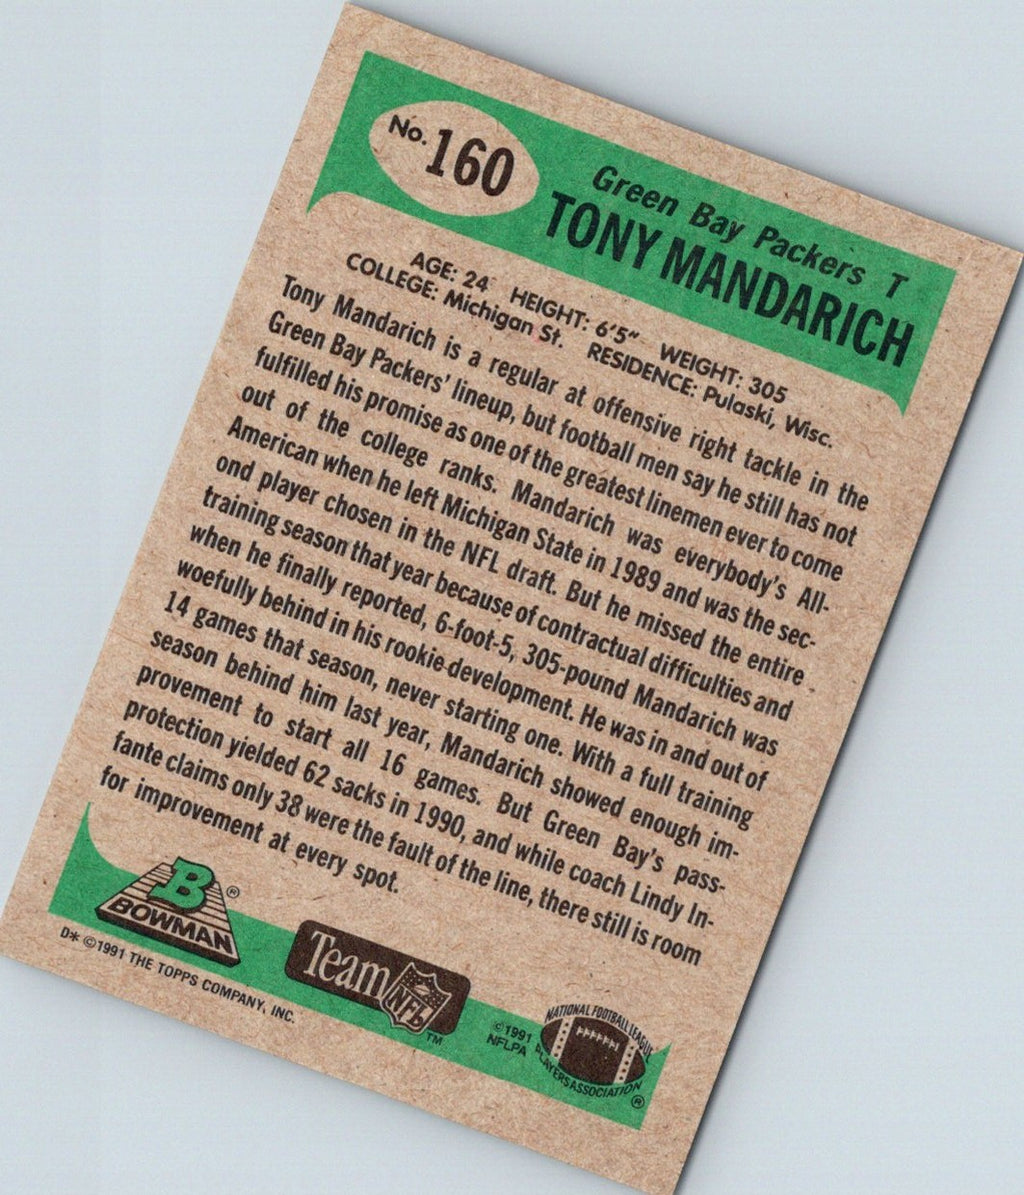 No. 160
Green Bay Packers T
TONY MANDARICH
AGE: 24 HEIGHT: 6'5" WEIGHT: 305
COLLEGE: Michigan St. RESIDENCE: Pulaski, Wisc.
Tony Mandarich is a regular at offensive right tackle in the
Green Bay Packers' lineup, but football men say he still has not
fulfilled his promise as one of the greatest linemen ever to come
out of the college ranks. Mandarich was everybody's All-
American when he left Michigan State in 1989 and was the sec-
ond player chosen in the NFL draft. But he missed the entire
training season that year because of contractual difficulties and
when he finally reported, 6-foot-5, 305-pound Mandarich was
woefully behind in his rookie development. He was in and out of
14 games that season, never starting one. With a full training
season behind him last year, Mandarich showed enough im-
provement to start all 16 games. But Green Bay's pass-
protection yielded 62 sacks in 1990, and while coach Lindy In-
fante claims only 38 were the fault of the line, there still is room
for improvement at every spot.
B ®
BOWMAN
D* ©1991 THE TOPPS COMPANY, INC.
Team NFL ™
©1991
NFLPA
NATIONAL FOOTBALL LEAGUE
PLAYERS ASSOCIATION ®